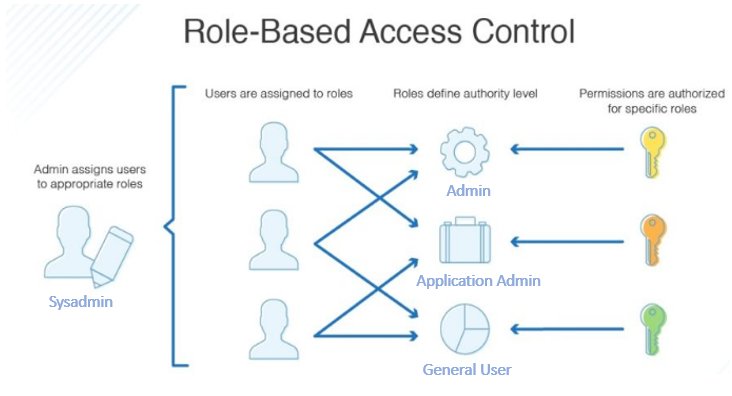 Role-Based Access Control
Users are assigned to roles
Roles define authority level
Permissions are authorized
for specific roles
Admin assigns users
to appropriate roles
Sysadmin
Admin
Application Admin
General User